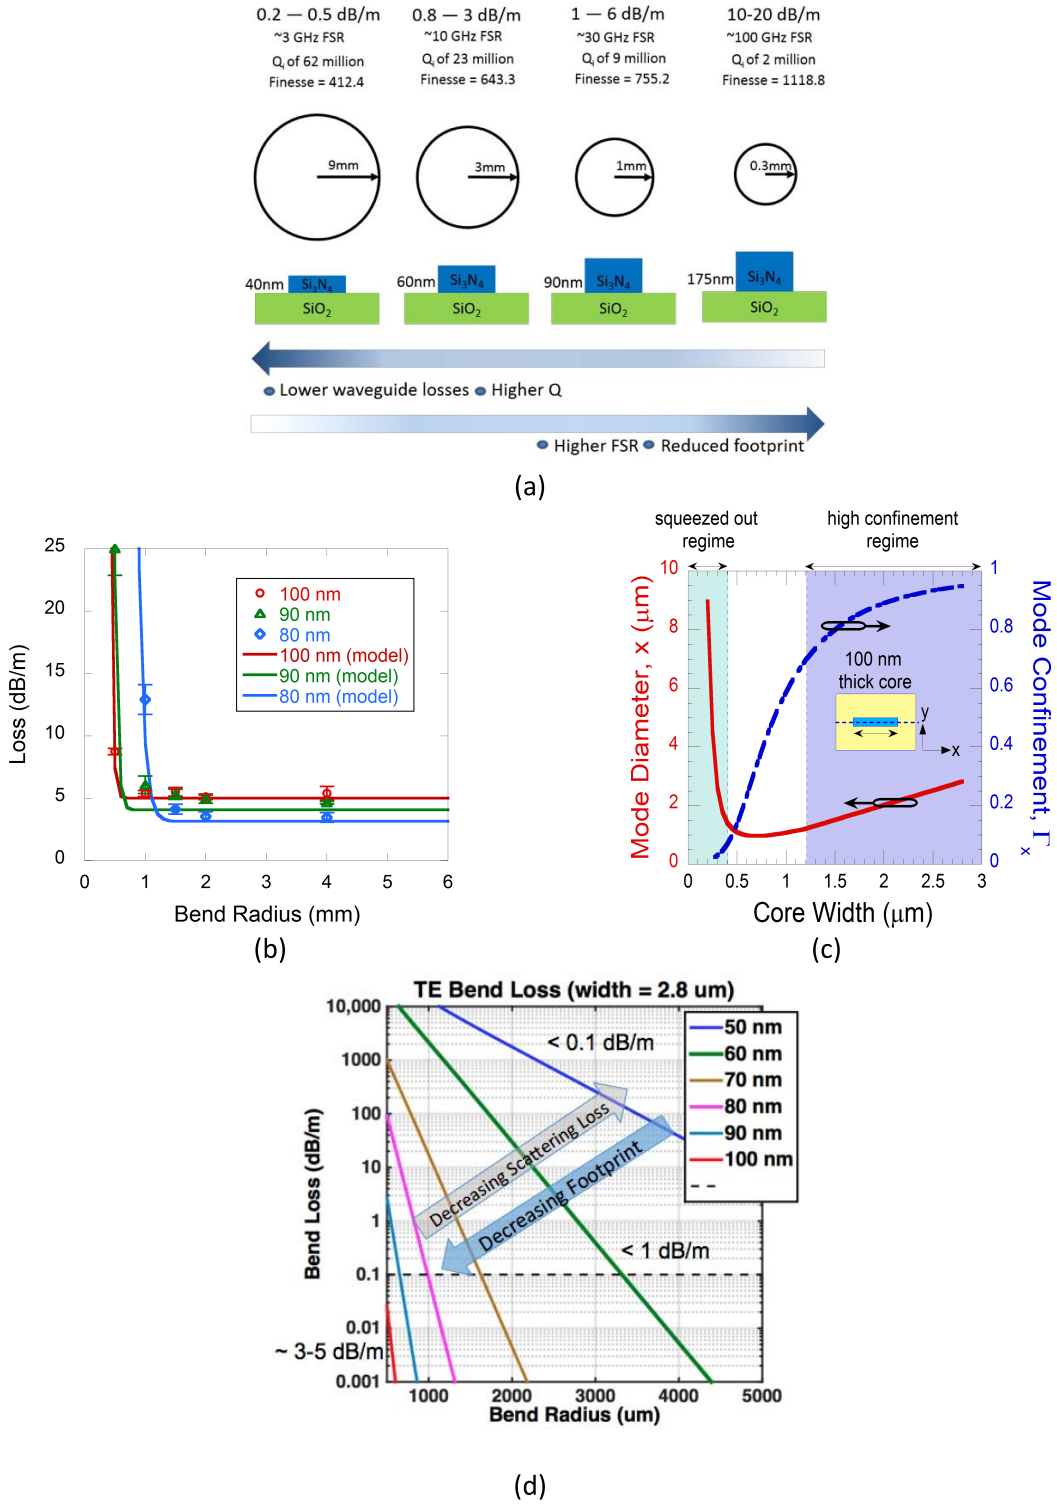 0.2 — 0.5 dB/m
~3 GHz FSR
Qi of 62 million
Finesse = 412.4
0.8 — 3 dB/m
~10 GHz FSR
Qi of 23 million
Finesse = 643.3
1 — 6 dB/m
~30 GHz FSR
Qi of 9 million
Finesse = 755.2
10-20 dB/m
~100 GHz FSR
Qi of 2 million
Finesse = 1118.8
9mm
3mm
1mm
0.3mm
40nm
Si3N4
SiO2
60nm
Si3N4
SiO2
90nm
Si3N4
SiO2
175nm
Si3N4
SiO2
Lower waveguide losses
Higher Q
Higher FSR
Reduced footprint
(a)
25
20
15
10
5
0
Loss (dB/m)
100 nm
90 nm
80 nm
100 nm (model)
90 nm (model)
80 nm (model)
0 1 2 3 4 5 6
Bend Radius (mm)
(b)
squeezed out
regime
high confinement
regime
10
8
6
4
2
0
Mode Diameter, x (μm)
1
0.8
0.6
0.4
0.2
0
Mode Confinement, Γx
100 nm
thick core
y
x
0 0.5 1 1.5 2 2.5 3
Core Width (μm)
(c)
TE Bend Loss (width = 2.8 um)
10,000
1000
100
10
1
0.1
0.01
0.001
Bend Loss (dB/m)
< 0.1 dB/m
Decreasing Scattering Loss
Decreasing Footprint
< 1 dB/m
~ 3-5 dB/m
50 nm
60 nm
70 nm
80 nm
90 nm
100 nm
1000 2000 3000 4000 5000
Bend Radius (um)
(d)